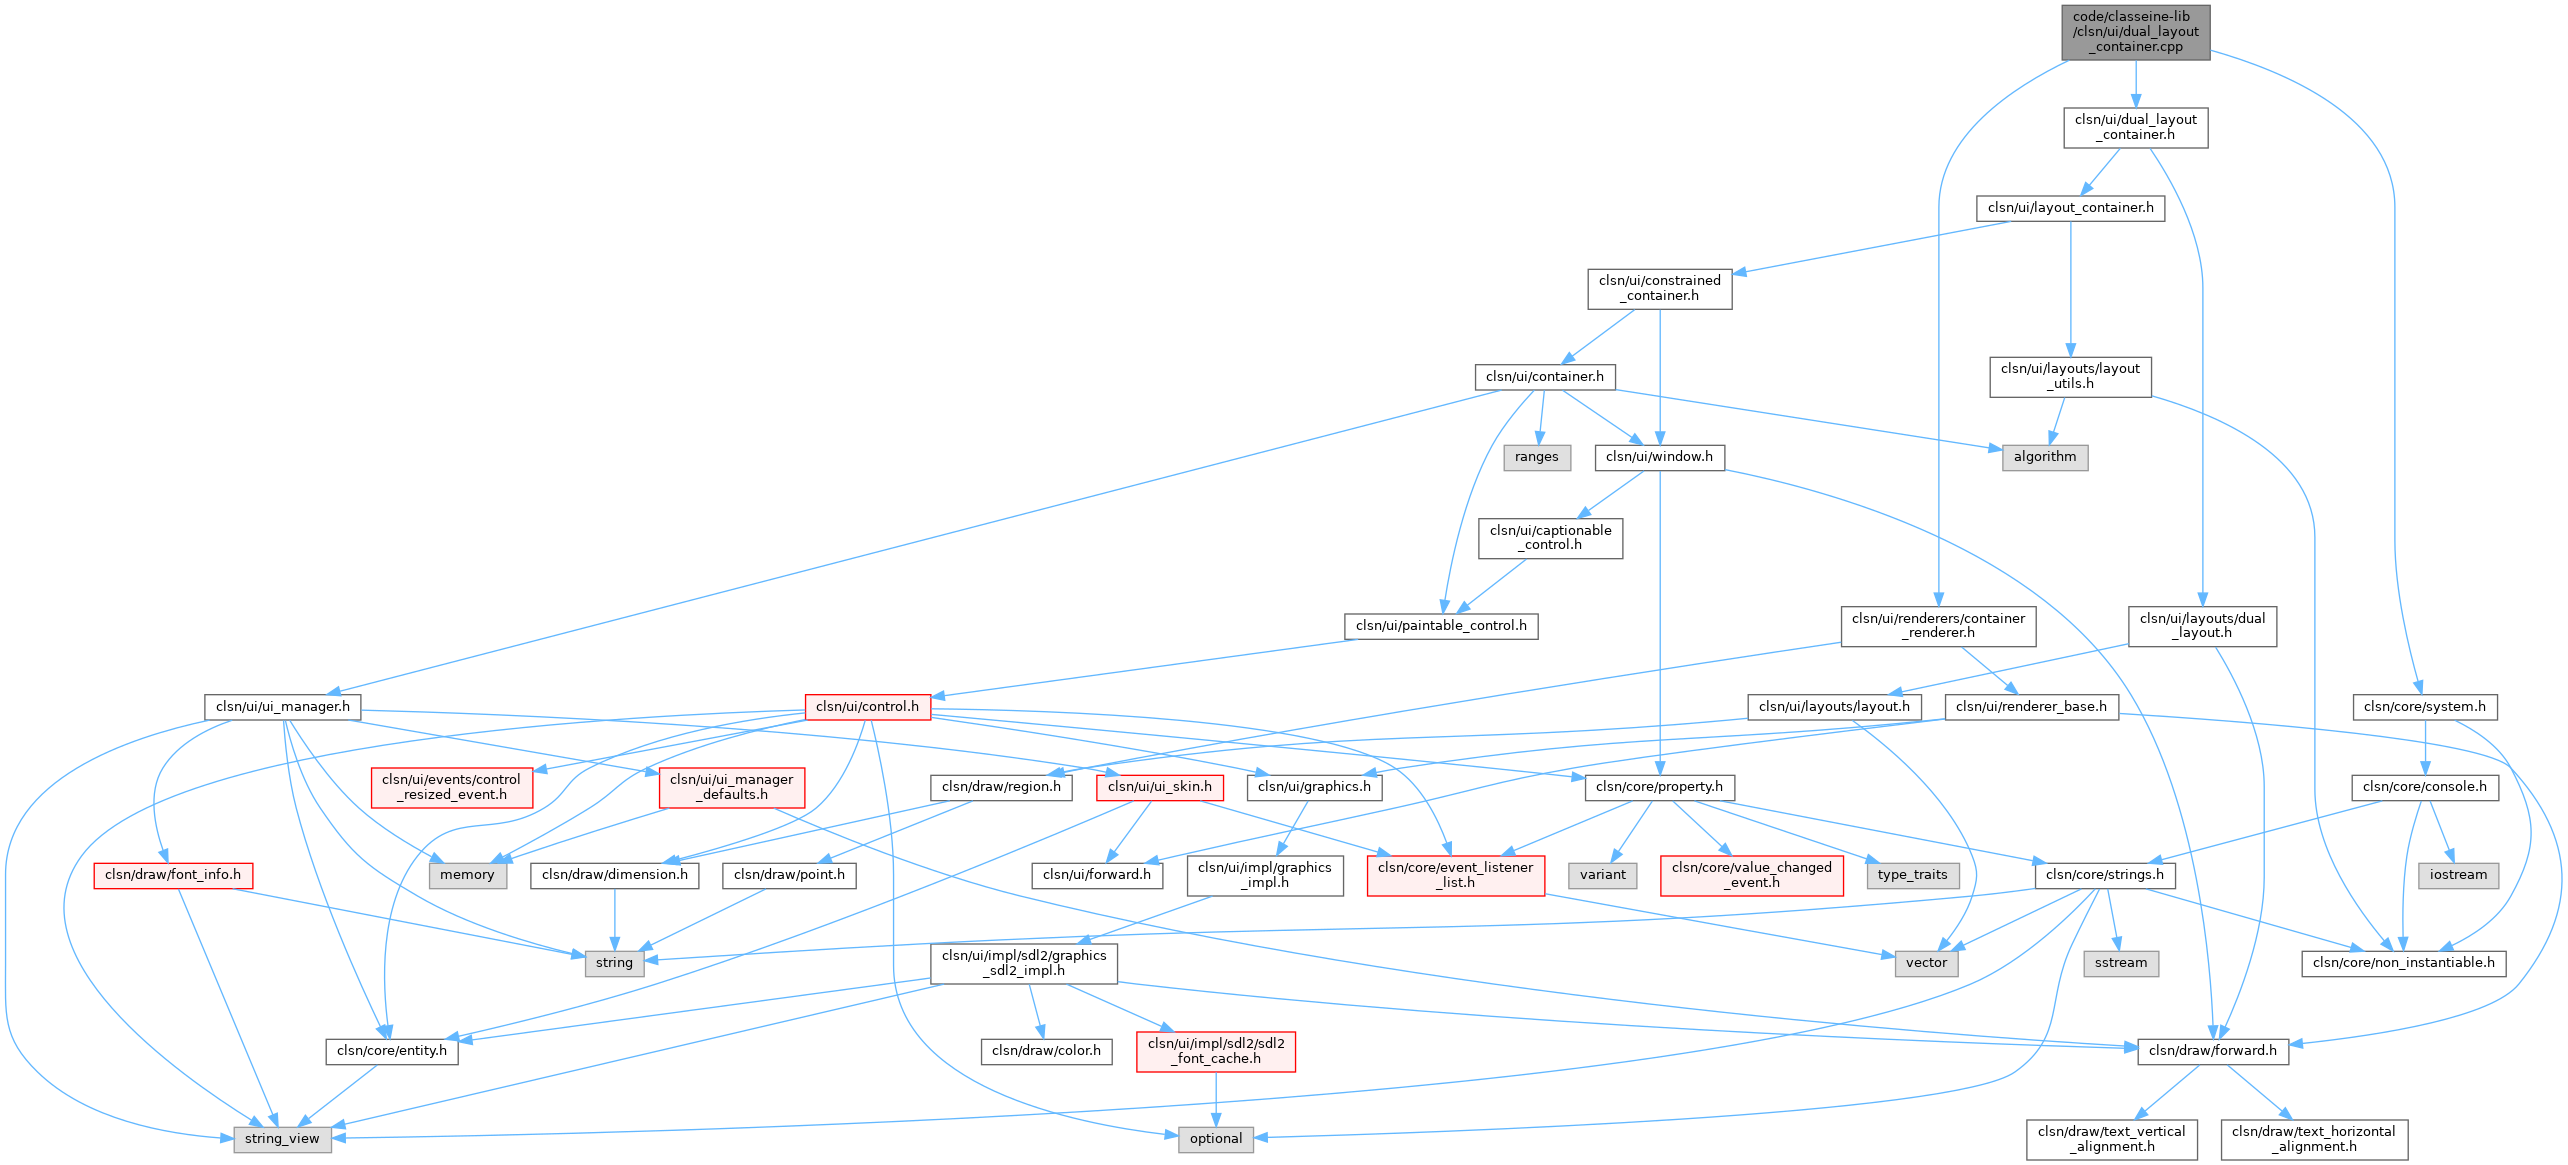 code/classeine-lib
/clsn/ui/dual_layout
_container.cpp
clsn/ui/dual_layout
_container.h
clsn/ui/layout_container.h
clsn/ui/constrained
_container.h
clsn/ui/container.h
clsn/ui/layouts/layout
_utils.h
ranges
clsn/ui/window.h
algorithm
clsn/ui/captionable
_control.h
clsn/ui/paintable_control.h
clsn/ui/renderers/container
_renderer.h
clsn/ui/layouts/dual
_layout.h
clsn/ui/ui_manager.h
clsn/ui/control.h
clsn/ui/layouts/layout.h
clsn/ui/renderer_base.h
clsn/core/system.h
clsn/ui/events/control
_resized_event.h
clsn/ui/ui_manager
_defaults.h
clsn/draw/region.h
clsn/ui/ui_skin.h
clsn/ui/graphics.h
clsn/core/property.h
clsn/core/console.h
clsn/draw/font_info.h
memory
clsn/draw/dimension.h
clsn/draw/point.h
clsn/ui/forward.h
clsn/ui/impl/graphics
_impl.h
clsn/core/event_listener
_list.h
variant
clsn/core/value_changed
_event.h
type_traits
clsn/core/strings.h
iostream
string
clsn/ui/impl/sdl2/graphics
_sdl2_impl.h
vector
sstream
clsn/core/non_instantiable.h
clsn/core/entity.h
clsn/draw/color.h
clsn/ui/impl/sdl2/sdl2
_font_cache.h
clsn/draw/forward.h
string_view
optional
clsn/draw/text_vertical
_alignment.h
clsn/draw/text_horizontal
_alignment.h